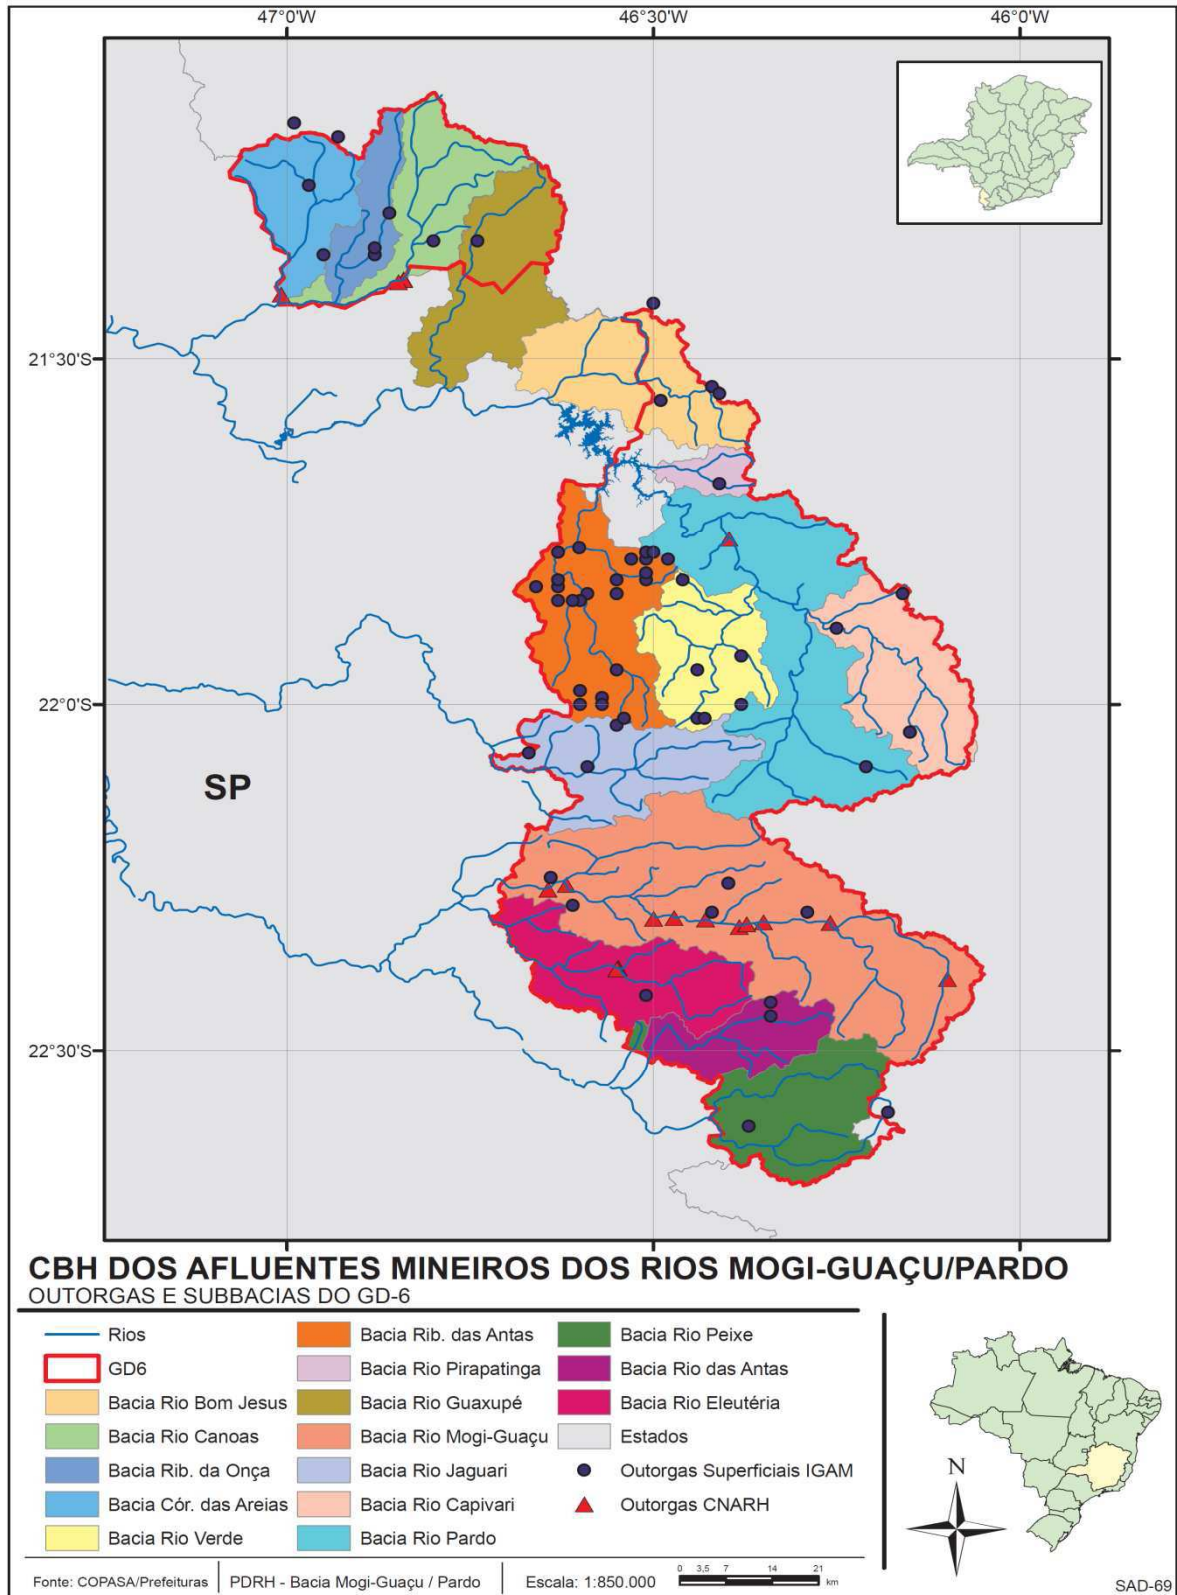 47°0'W 46°30'W 46°0'W
21°30'S
22°0'S
SP
22°30'S
CBH DOS AFLUENTES MINEIROS DOS RIOS MOGI-GUAÇU/PARDO
OUTORGAS E SUBBACIAS DO GD-6
Rios
GD6
Bacia Rio Bom Jesus
Bacia Rio Canoas
Bacia Rib. da Onça
Bacia Cór. das Areias
Bacia Rio Verde
Bacia Rib. das Antas
Bacia Rio Pirapatinga
Bacia Rio Guaxupé
Bacia Rio Mogi-Guaçu
Bacia Rio Jaguari
Bacia Rio Capivari
Bacia Rio Pardo
Bacia Rio Peixe
Bacia Rio das Antas
Bacia Rio Eleutéria
Estados
Outorgas Superficiais IGAM
Outorgas CNARH
N
Fonte: COPASA/Prefeituras
PDRH - Bacia Mogi-Guaçu / Pardo
Escala: 1:850.000
0 3,5 7 14 21
km
SAD-69